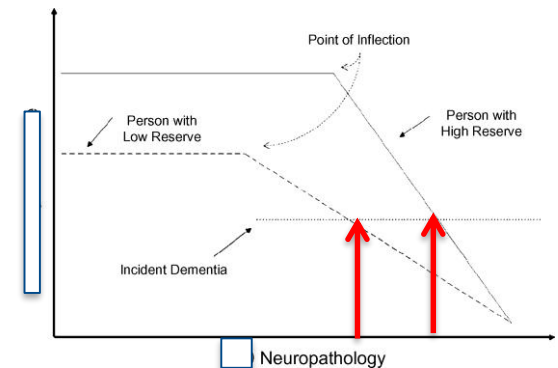 Point of Inflection
Person with
Low Reserve
Person with
High Reserve
Incident Dementia
) Neuropathology